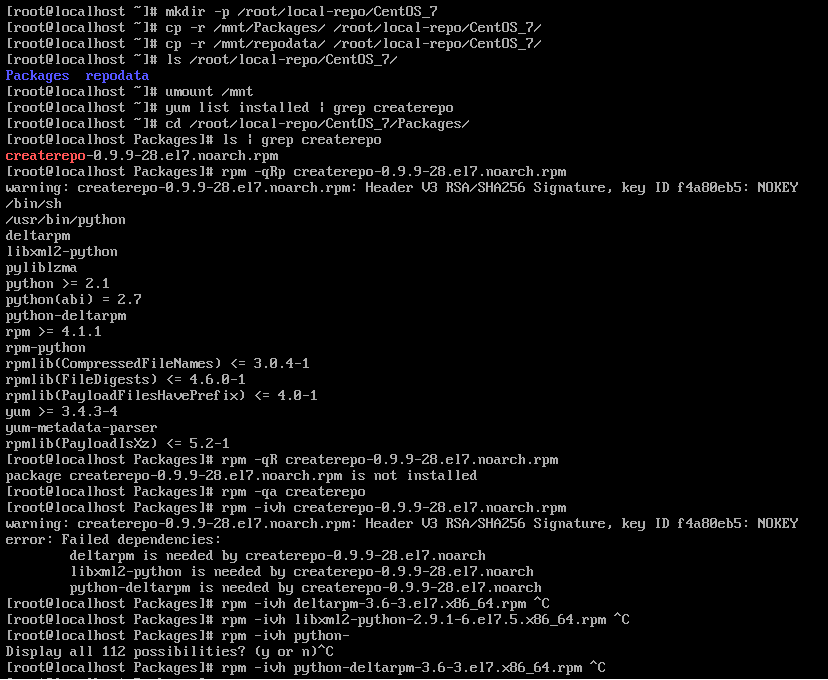 [root@localhost ~]# mkdir -p /root/local-repo/CentOS_7
[root@localhost ~]# cp -r /mnt/Packages/ /root/local-repo/CentOS_7/
[root@localhost ~]# cp -r /mnt/repodata/ /root/local-repo/CentOS_7/
[root@localhost ~]# ls /root/local-repo/CentOS_7/
Packages  repodata
[root@localhost ~]# umount /mnt
[root@localhost ~]# yum list installed | grep createrepo
[root@localhost ~]# cd /root/local-repo/CentOS_7/Packages/
[root@localhost Packages]# ls | grep createrepo
createrepo-0.9.9-28.el7.noarch.rpm
[root@localhost Packages]# rpm -qRp createrepo-0.9.9-28.el7.noarch.rpm
warning: createrepo-0.9.9-28.el7.noarch.rpm: Header V3 RSA/SHA256 Signature, key ID f4a80eb5: NOKEY
/bin/sh
/usr/bin/python
deltarpm
libxml2-python
pyliblzma
python >= 2.1
python(abi) = 2.7
python-deltarpm
rpm >= 4.1.1
rpm-python
rpmlib(CompressedFileNames) <= 3.0.4-1
rpmlib(FileDigests) <= 4.6.0-1
rpmlib(PayloadFilesHavePrefix) <= 4.0-1
yum >= 3.4.3-4
yum-metadata-parser
rpmlib(PayloadIsXz) <= 5.2-1
[root@localhost Packages]# rpm -qR createrepo-0.9.9-28.el7.noarch.rpm
package createrepo-0.9.9-28.el7.noarch.rpm is not installed
[root@localhost Packages]# rpm -qa createrepo
[root@localhost Packages]# rpm -ivh createrepo-0.9.9-28.el7.noarch.rpm
warning: createrepo-0.9.9-28.el7.noarch.rpm: Header V3 RSA/SHA256 Signature, key ID f4a80eb5: NOKEY
error: Failed dependencies:
        deltarpm is needed by createrepo-0.9.9-28.el7.noarch
        libxml2-python is needed by createrepo-0.9.9-28.el7.noarch
        python-deltarpm is needed by createrepo-0.9.9-28.el7.noarch
[root@localhost Packages]# rpm -ivh deltarpm-3.6-3.el7.x86_64.rpm ^C
[root@localhost Packages]# rpm -ivh libxml2-python-2.9.1-6.el7.5.x86_64.rpm ^C
[root@localhost Packages]# rpm -ivh python-
Display all 112 possibilities? (y or n)^C
[root@localhost Packages]# rpm -ivh python-deltarpm-3.6-3.el7.x86_64.rpm ^C